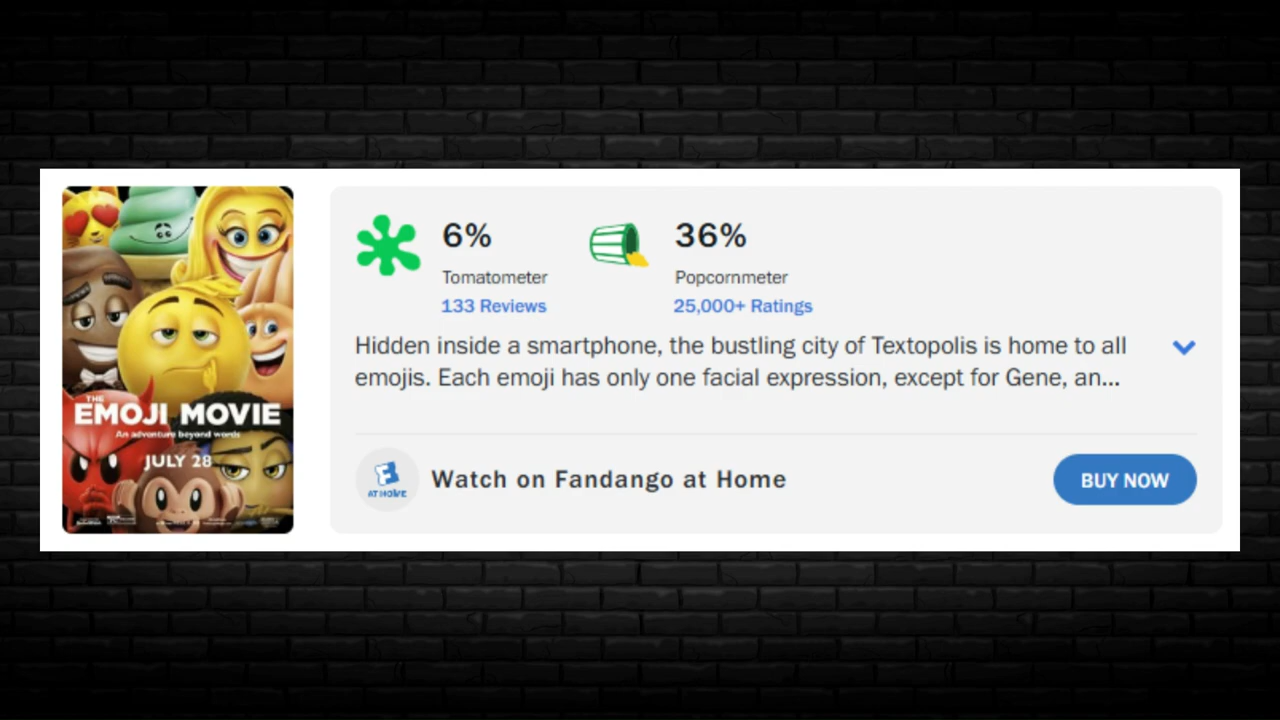 THE
EMOJI MOVIE
An adventure beyond words
JULY 28
6%
Tomatometer
133 Reviews
36%
Popcornmeter
25,000+ Ratings
Hidden inside a smartphone, the bustling city of Textopolis is home to all
emojis. Each emoji has only one facial expression, except for Gene, an...
F
AT HOME
Watch on Fandango at Home
BUY NOW